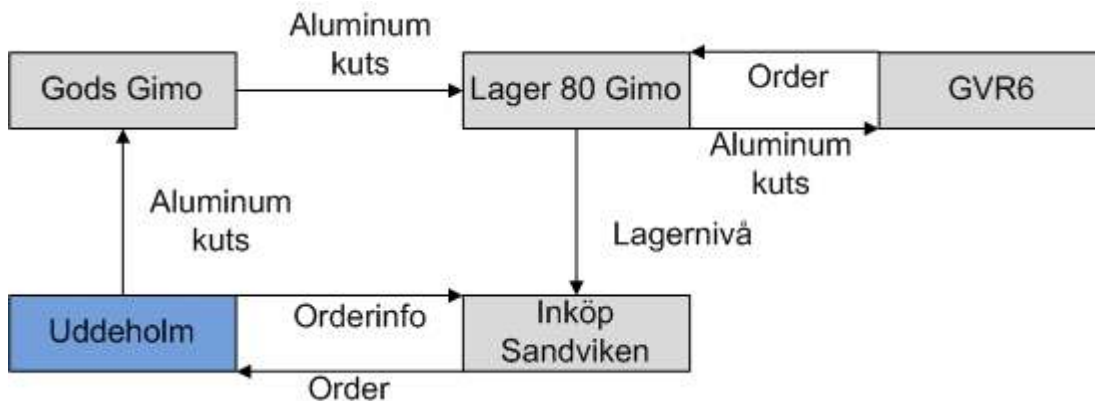 Aluminum
kuts
Gods Gimo
Lager 80 Gimo
Order
GVR6
Aluminum
kuts
Aluminum
kuts
Lagernivå
Uddeholm
Orderinfo
Inköp
Sandviken
Order